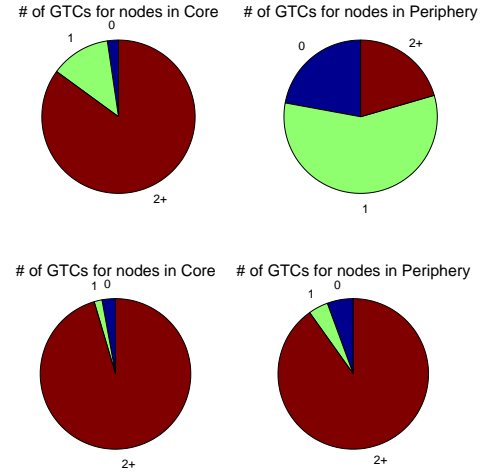 # of GTCs for nodes in Core
0
1
2+
# of GTCs for nodes in Periphery
0
2+
1
# of GTCs for nodes in Core
1 0
2+
# of GTCs for nodes in Periphery
0
1
2+